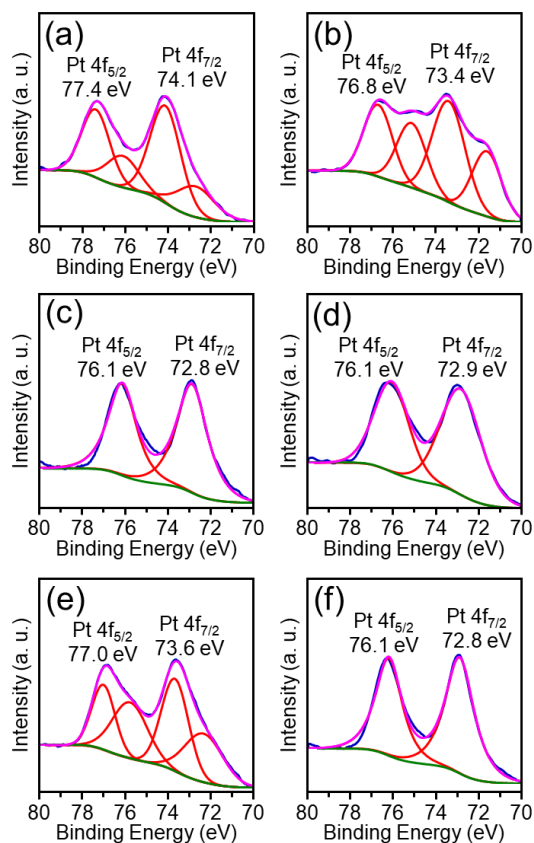 (a)
Pt 4f5/2
77.4 eV
Pt 4f7/2
74.1 eV
Intensity (a. u.)
80 78 76 74 72 70
Binding Energy (eV)
(b)
Pt 4f5/2
76.8 eV
Pt 4f7/2
73.4 eV
Intensity (a. u.)
80 78 76 74 72 70
Binding Energy (eV)
(c)
Pt 4f5/2
76.1 eV
Pt 4f7/2
72.8 eV
Intensity (a. u.)
80 78 76 74 72 70
Binding Energy (eV)
(d)
Pt 4f5/2
76.1 eV
Pt 4f7/2
72.9 eV
Intensity (a. u.)
80 78 76 74 72 70
Binding Energy (eV)
(e)
Pt 4f5/2
77.0 eV
Pt 4f7/2
73.6 eV
Intensity (a. u.)
80 78 76 74 72 70
Binding Energy (eV)
(f)
Pt 4f5/2
76.1 eV
Pt 4f7/2
72.8 eV
Intensity (a. u.)
80 78 76 74 72 70
Binding Energy (eV)